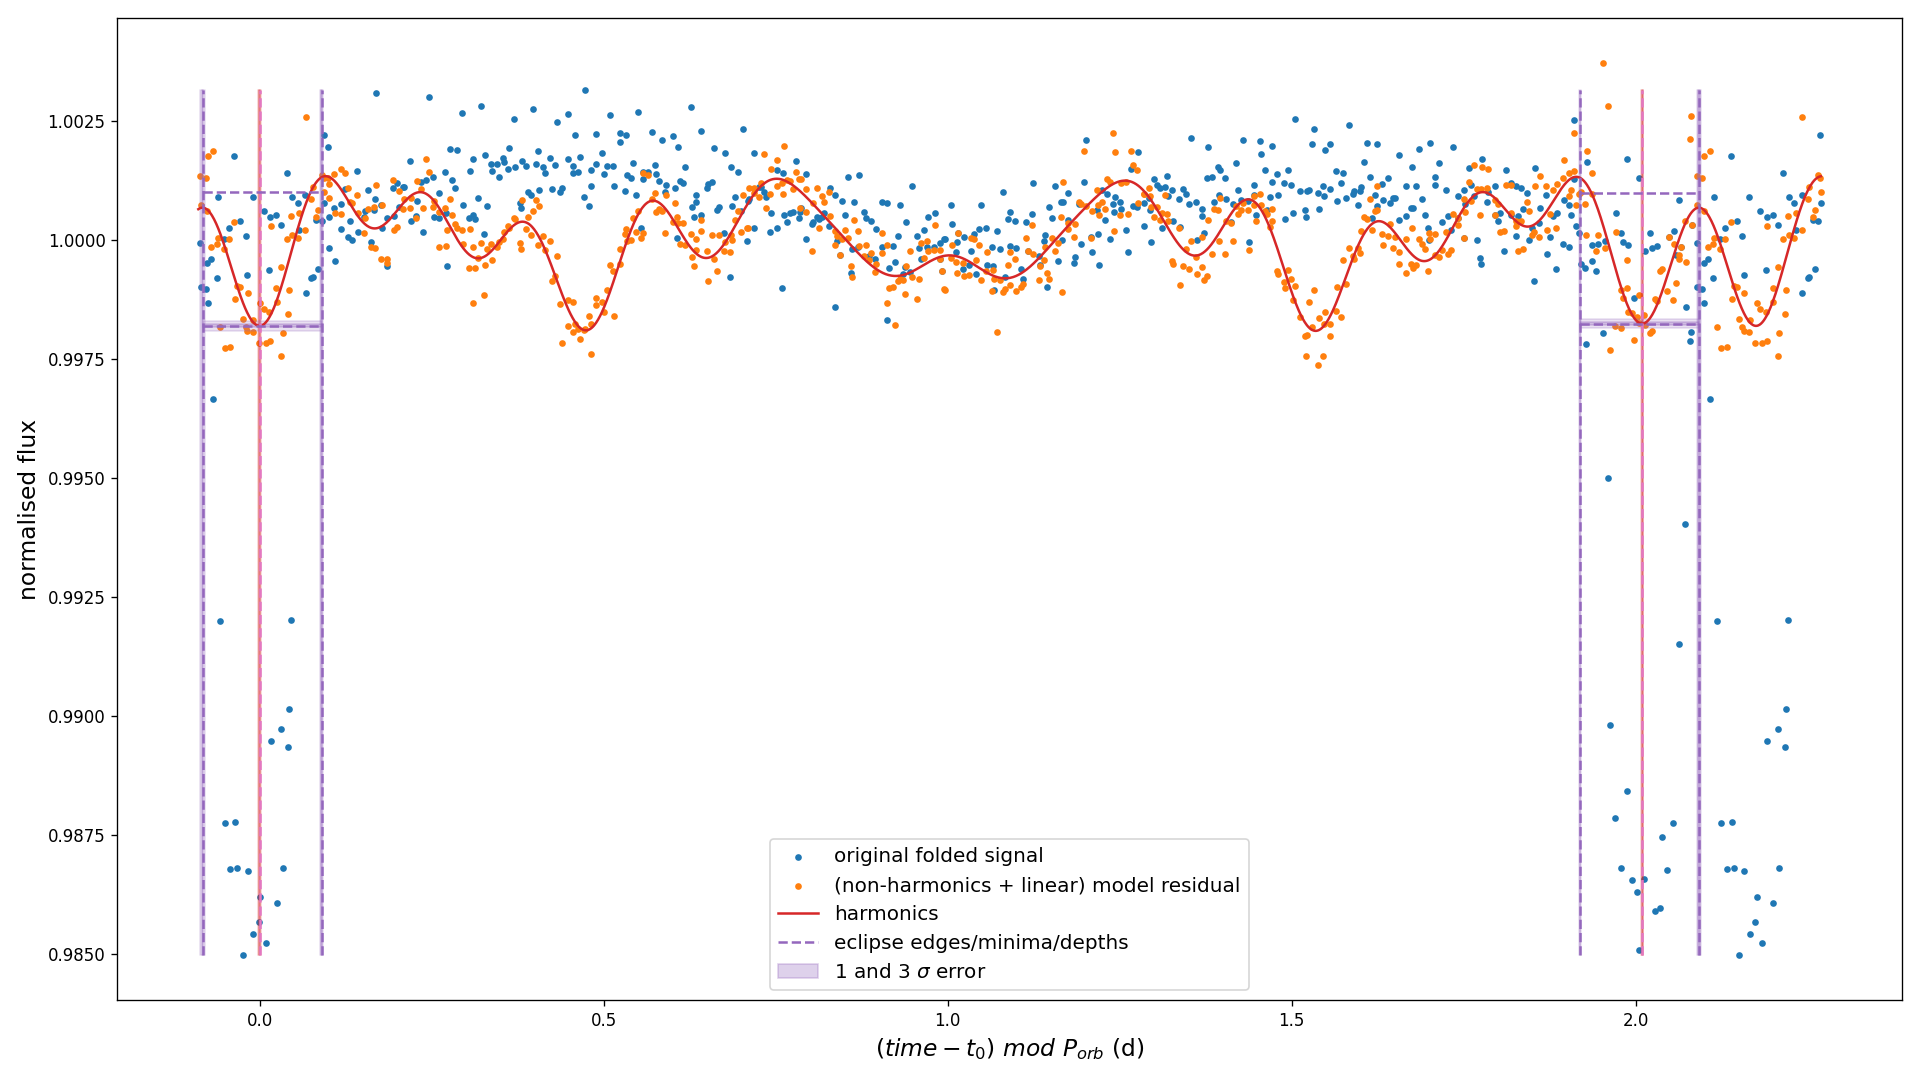 1.0025
1.0000
0.9975
0.9950
0.9925
0.9900
0.9875
0.9850
normalised flux
original folded signal
(non-harmonics + linear) model residual
harmonics
eclipse edges/minima/depths
1 and 3 σ error
0.0 0.5 1.0 1.5 2.0
(time − t₀) mod Pₒᵣb (d)